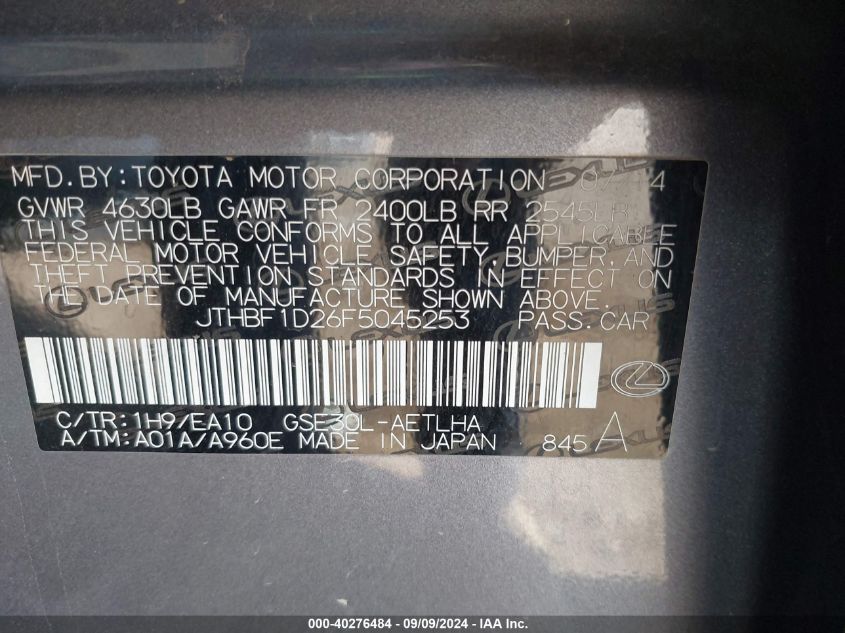 MFD.BY:TOYOTA MOTOR CORPORATION
GVWR 4630LB GAWR FR 2400LB RR 2545LB
THIS VEHICLE CONFORMS TO ALL APPLICABLE
FEDERAL MOTOR VEHICLE SAFETY,BUMPER,AND
THEFT PREVENTION STANDARDS IN EFFECT ON
THE DATE OF MANUFACTURE SHOWN ABOVE.
JTHBF1D26F5045253 PASS.CAR
C/TR:1H9/EA10 GSE30L-AETLHA
A/TM:A01A/A960E MADE IN JAPAN 845 A
000-40276484 - 09/09/2024 - IAA Inc.